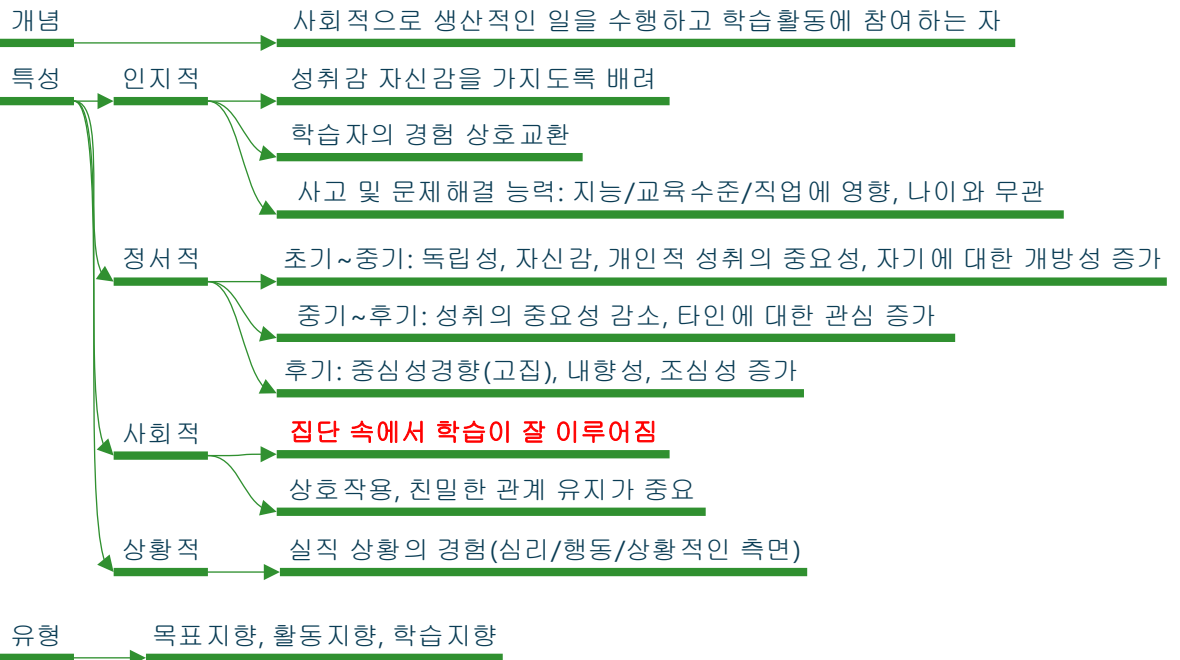 개념
사회적으로 생산적인 일을 수행하고 학습활동에 참여하는 자
특성
인지적
성취감 자신감을 가지도록 배려
학습자의 경험 상호교환
사고 및 문제해결 능력: 지능/교육수준/직업에 영향, 나이와 무관
정서적
초기~중기: 독립성, 자신감, 개인적 성취의 중요성, 자기에 대한 개방성 증가
중기~후기: 성취의 중요성 감소, 타인에 대한 관심 증가
후기: 중심성경향(고집), 내향성, 조심성 증가
사회적
집단 속에서 학습이 잘 이루어짐
상호작용, 친밀한 관계 유지가 중요
상황적
실직 상황의 경험(심리/행동/상황적인 측면)
유형
목표지향, 활동지향, 학습지향